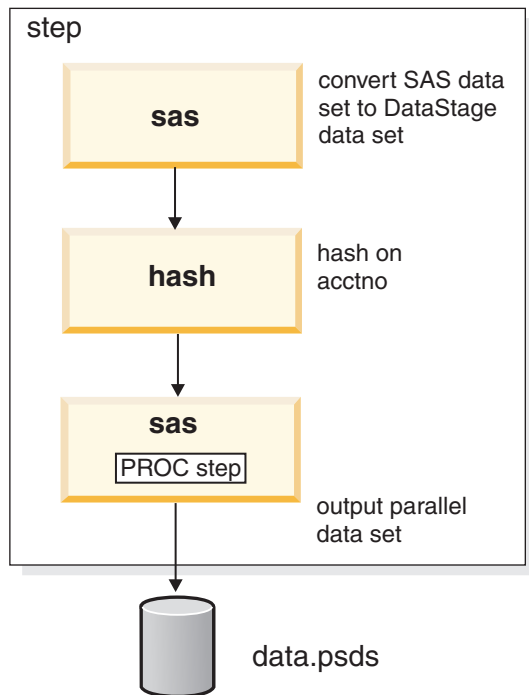 step
sas
convert SAS data
set to DataStage
data set
hash
hash on
acctno
sas
PROC step
output parallel
data set
data.psds